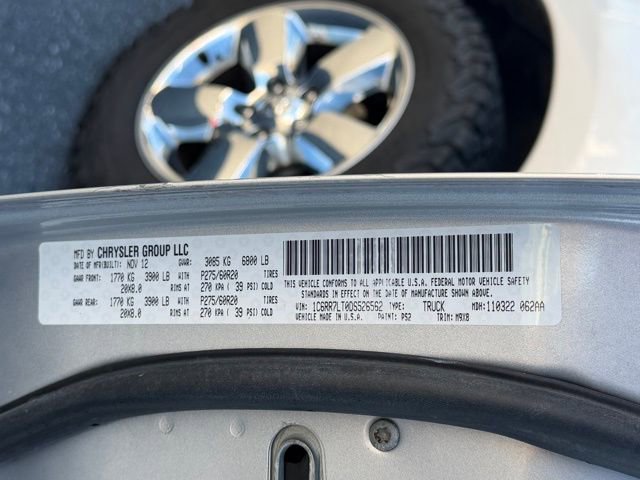 MFD BY CHRYSLER GROUP LLC
DATE OF MFR(BUILT): NOV 12 GVWR: 3085 KG 6800 LB
GAWR FRONT: 1770 KG 3900 LB WITH P275/60R20 TIRES
20X8.0 RIMS AT 270 KPA ( 39 PSI) COLD
GAWR REAR: 1770 KG 3900 LB WITH P275/60R20 TIRES
20X8.0 RIMS AT 270 KPA ( 39 PSI) COLD
THIS VEHICLE CONFORMS TO ALL APPLICABLE U.S.A. FEDERAL MOTOR VEHICLE SAFETY
STANDARDS IN EFFECT ON THE DATE OF MANUFACTURE SHOWN ABOVE.
VIN: 1C6RR7LT0DS526562 TYPE: TRUCK MDH: 110322 062AA
VEHICLE MADE IN U.S.A. PAINT: PS2 TRIM: M9X8